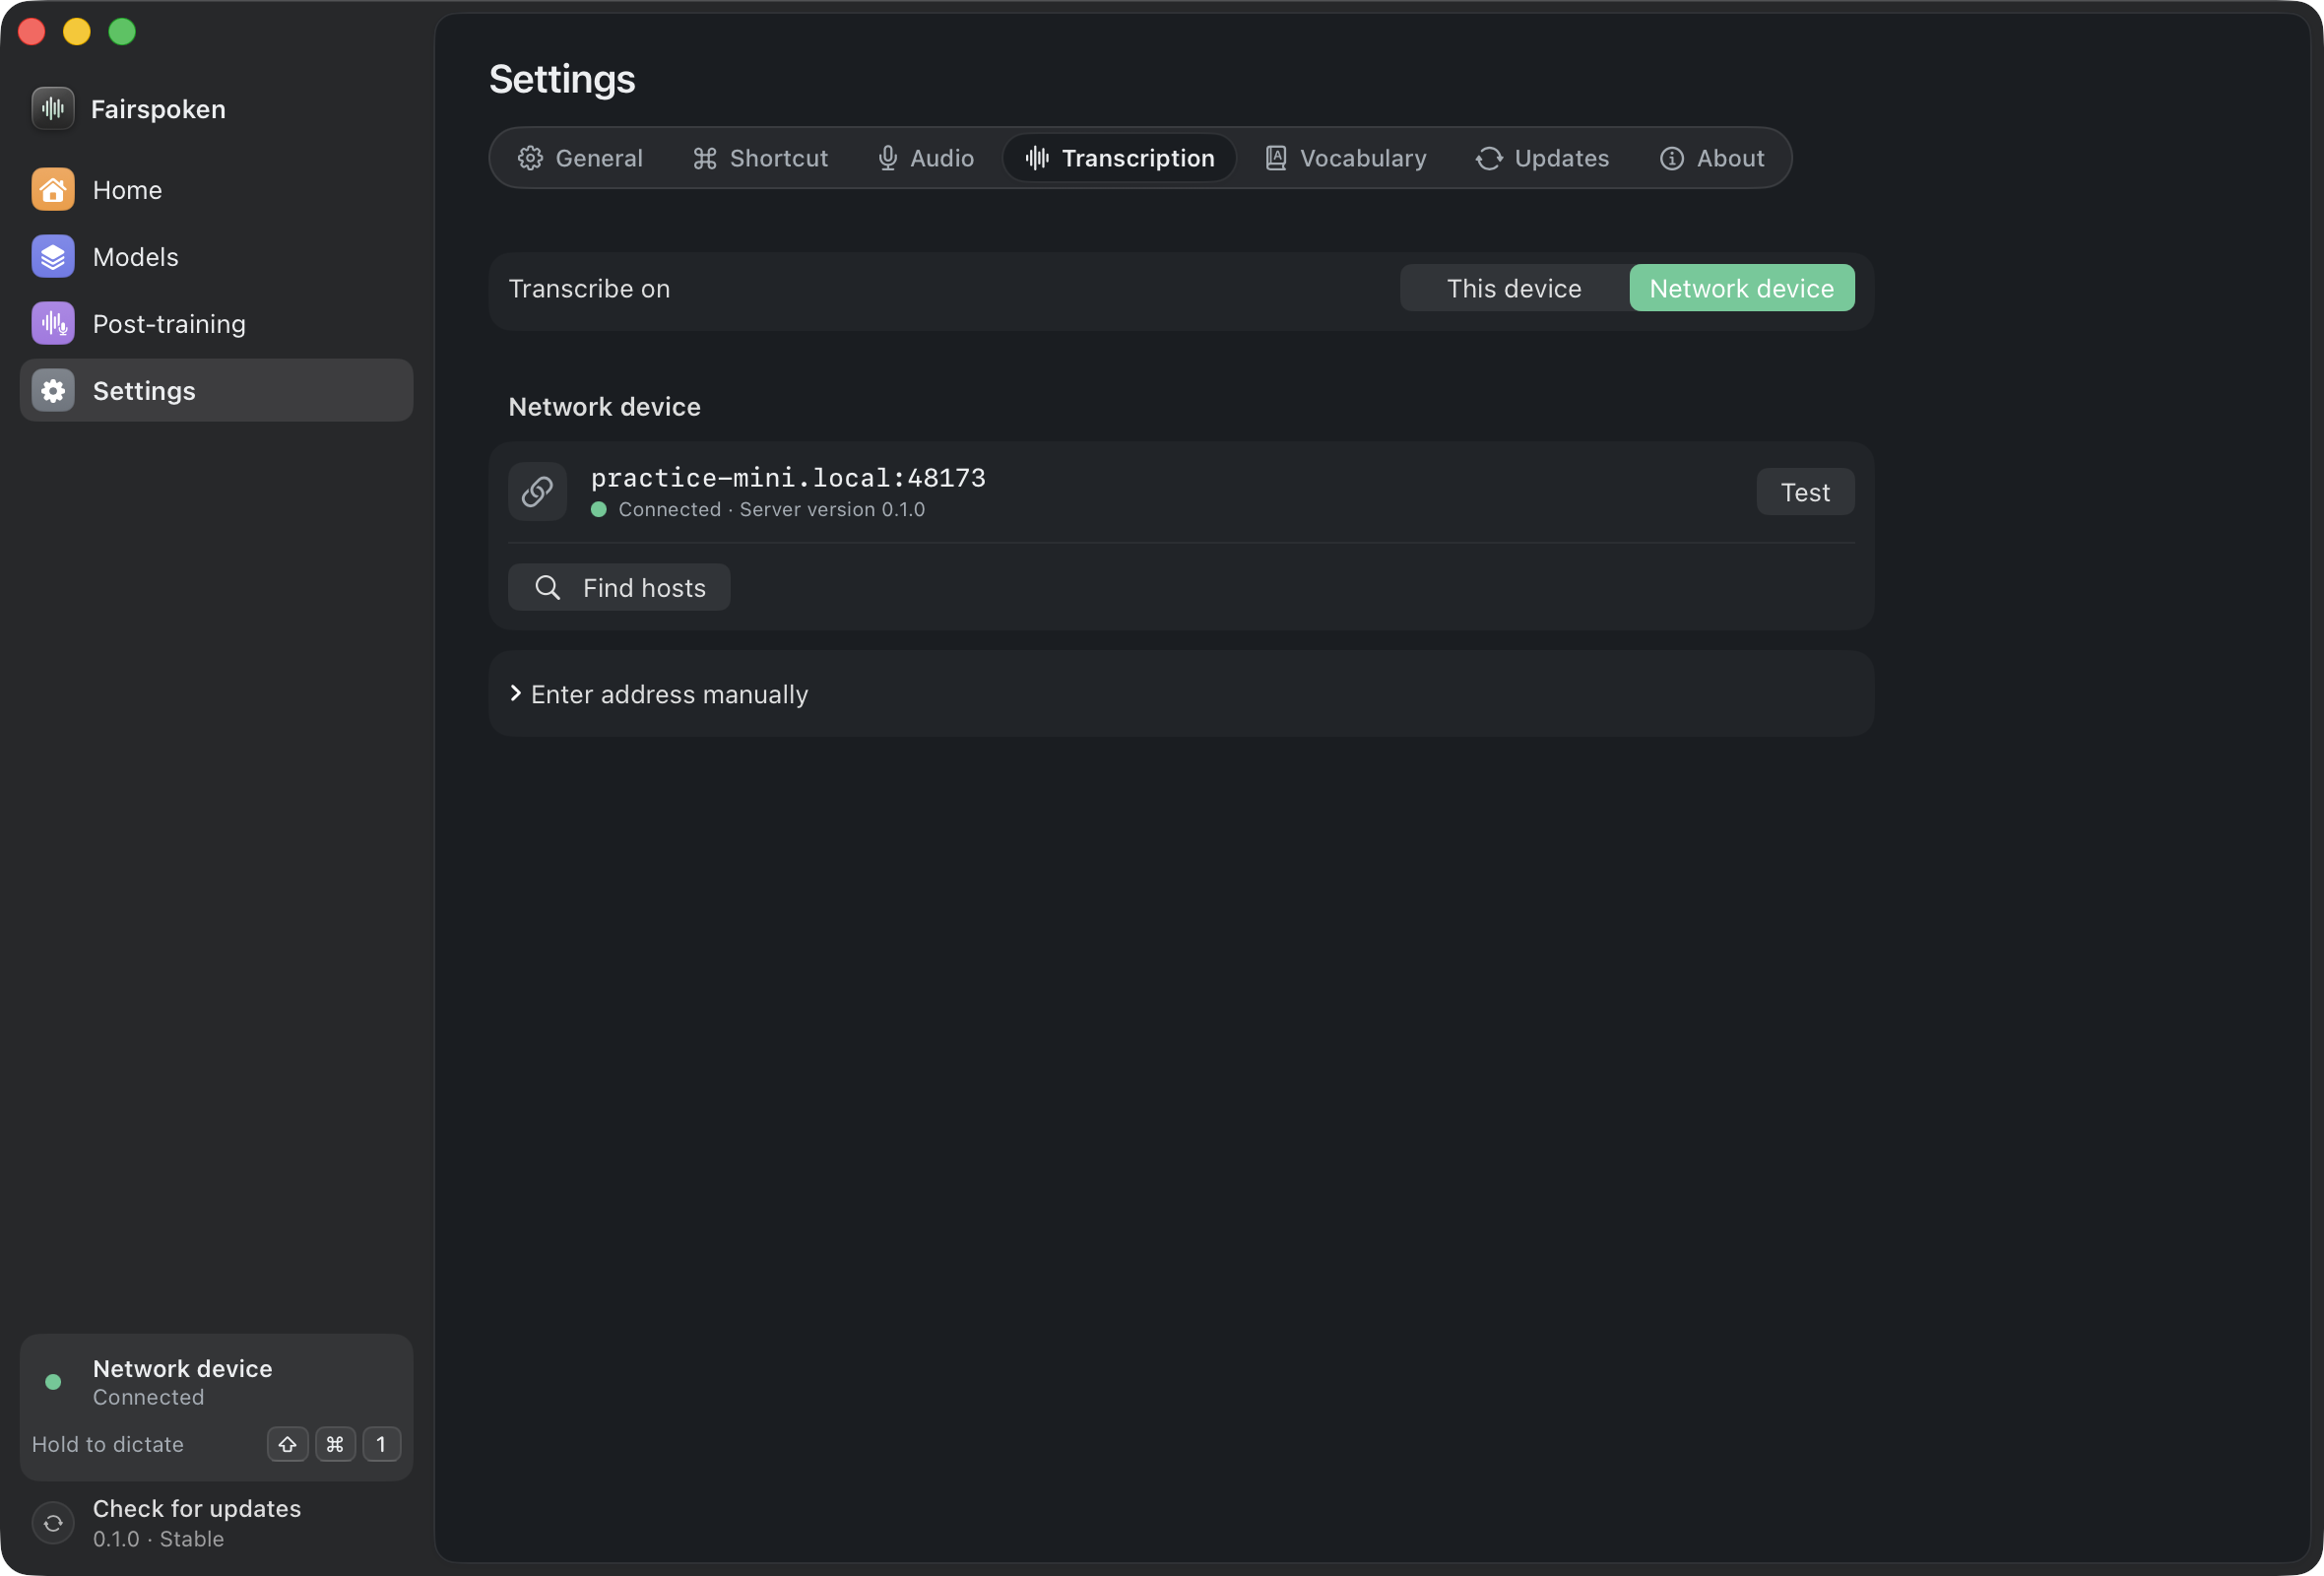 Fairspoken
Home
Models
Post-training
Settings
Network device
Connected
Hold to dictate ⇧ ⌘ 1
Check for updates
0.1.0 · Stable
Settings
General Shortcut Audio Transcription Vocabulary Updates About
Transcribe on This device Network device
Network device
practice-mini.local:48173
Connected · Server version 0.1.0
Test
Find hosts
Enter address manually